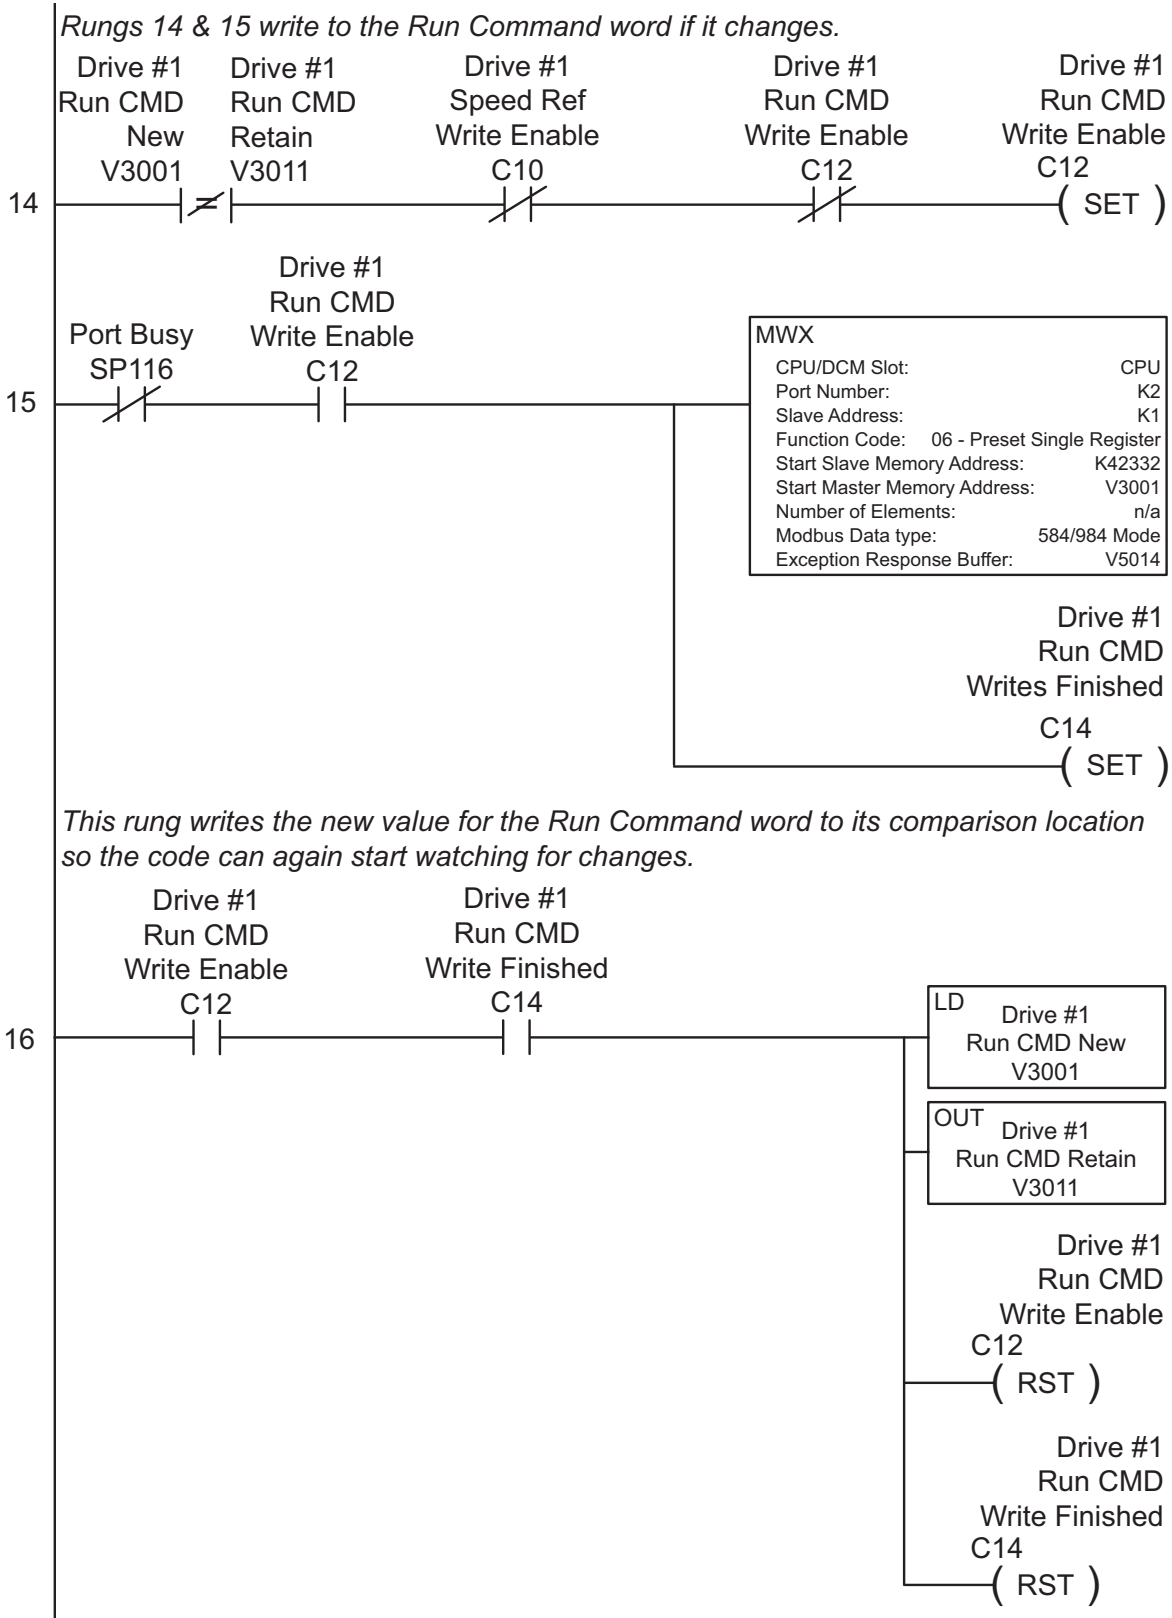 Rungs 14 & 15 write to the Run Command word if it changes.
Drive #1
Run CMD
New
V3001
Drive #1
Run CMD
Retain
V3011
Drive #1
Speed Ref
Write Enable
C10
Drive #1
Run CMD
Write Enable
C12
Drive #1
Run CMD
Write Enable
C12
14
=
( SET )
Drive #1
Run CMD
Write Enable
C12
Port Busy
SP116
15
MWX
CPU/DCM Slot: CPU
Port Number: K2
Slave Address: K1
Function Code: 06 - Preset Single Register
Start Slave Memory Address: K42332
Start Master Memory Address: V3001
Number of Elements: n/a
Modbus Data type: 584/984 Mode
Exception Response Buffer: V5014
Drive #1
Run CMD
Writes Finished
C14
( SET )
This rung writes the new value for the Run Command word to its comparison location
so the code can again start watching for changes.
Drive #1
Run CMD
Write Enable
C12
Drive #1
Run CMD
Write Finished
C14
16
LD
Drive #1
Run CMD New
V3001
OUT
Drive #1
Run CMD Retain
V3011
Drive #1
Run CMD
Write Enable
C12
( RST )
Drive #1
Run CMD
Write Finished
C14
( RST )